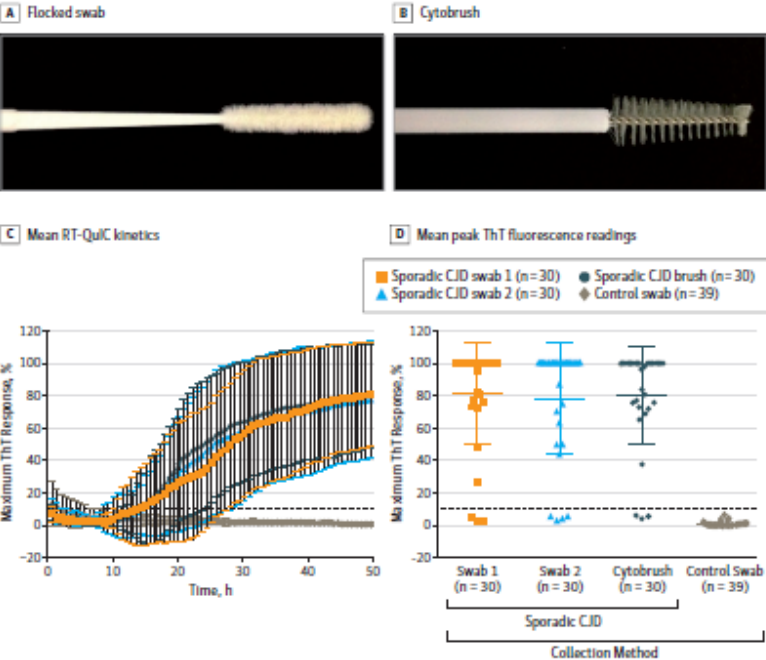 A Flocked swab
B Cytobrush
C Mean RT-QuIC kinetics
D Mean peak ThT fluorescence readings
Sporadic CJD swab 1 (n=30)
Sporadic CJD brush (n=30)
Sporadic CJD swab 2 (n=30)
Control swab (n=39)
Maximum ThT Response, %
120
100
80
60
40
20
0
−20
0 10 20 30 40 50
Time, h
Maximum ThT Response, %
120
100
80
60
40
20
0
−20
Swab 1 Swab 2 Cytobrush Control Swab
(n=30) (n=30) (n=30) (n=39)
Sporadic CJD
Collection Method